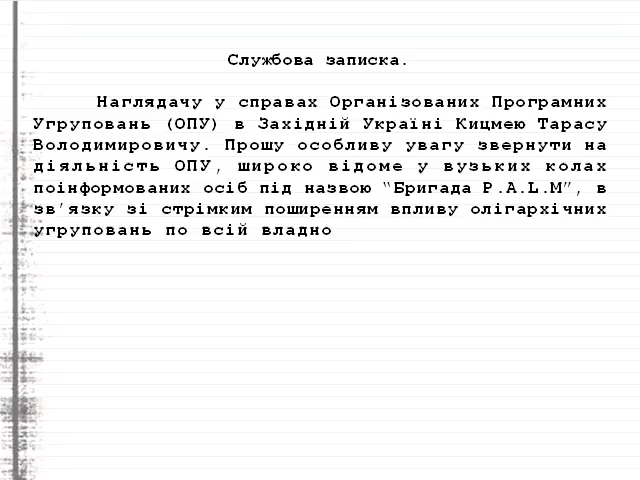 Службова записка.
Наглядачу у справах Організованих Програмних
Угруповань (ОПУ) в Західній Україні Кицмею Тарасу
Володимировичу. Прошу особливу увагу звернути на
діяльність ОПУ, широко відоме у вузьких колах
поінформованих осіб під назвою “Бригада P.A.L.M”, в
зв’язку зі стрімким поширенням впливу олігархічних
угруповань по всій владно